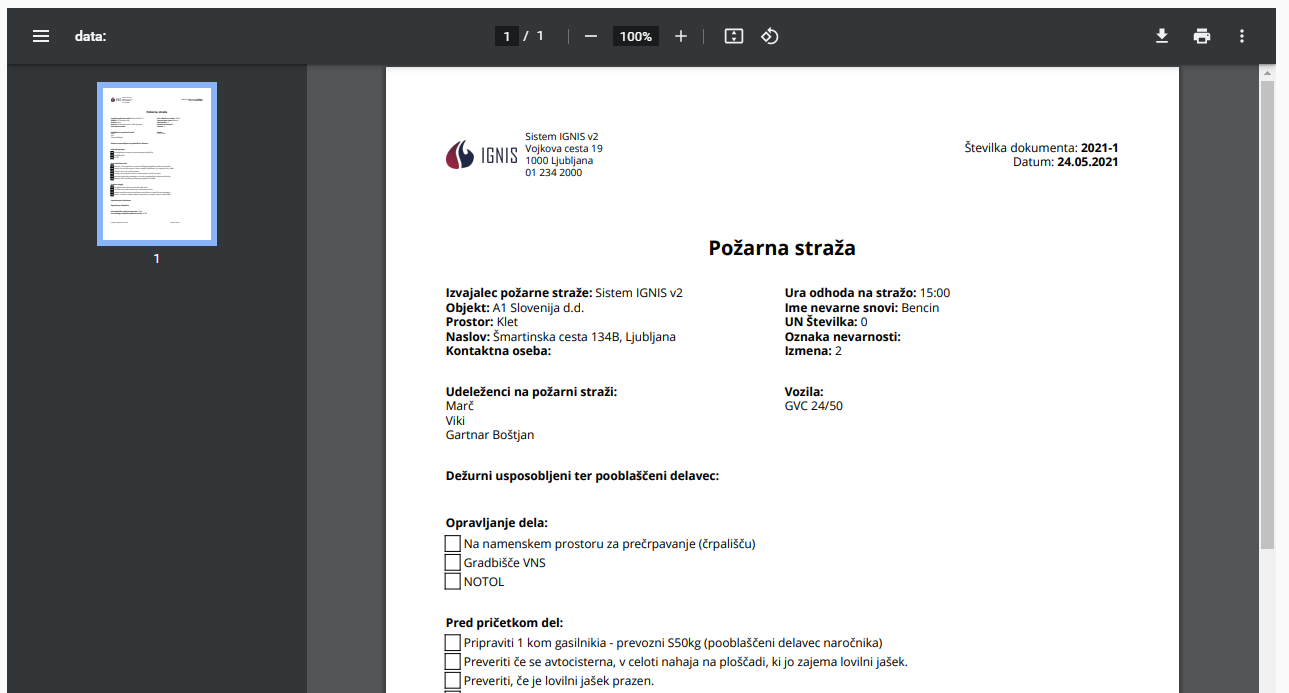 data:
1 / 1
100%
1
IGNIS
Sistem IGNIS v2
Vojkova cesta 19
1000 Ljubljana
01 234 2000
Številka dokumenta: 2021-1
Datum: 24.05.2021
Požarna straža
Izvajalec požarne straže: Sistem IGNIS v2
Objekt: A1 Slovenija d.d.
Prostor: Klet
Naslov: Šmartinska cesta 134B, Ljubljana
Kontaktna oseba:
Ura odhoda na stražo: 15:00
Ime nevarne snovi: Bencin
UN Številka: 0
Oznaka nevarnosti:
Izmena: 2
Udeleženci na požarni straži:
Marč
Viki
Gartnar Boštjan
Vozila:
GVC 24/50
Dežurni usposobljeni ter pooblaščeni delavec:
Opravljanje dela:
Na namenskem prostoru za prečrpavanje (črpališču)
Gradbišče VNS
NOTOL
Pred pričetkom del:
Pripraviti 1 kom gasilnikia - prevozni S50kg (pooblaščeni delavec naročnika)
Preveriti če se avtocisterna, v celoti nahaja na ploščadi, ki jo zajema lovilni jašek.
Preveriti, če je lovilni jašek prazen.